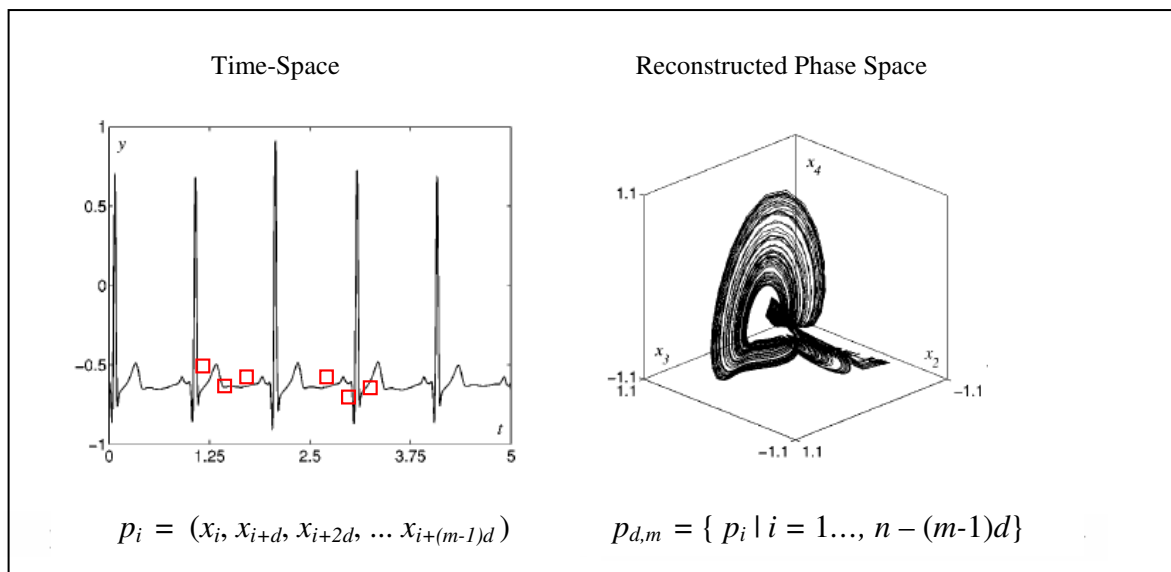 Time-Space
Reconstructed Phase Space
1
y
0.5
0
−0.5
−1
t
0
1.25
2.5
3.75
5
x4
1.1
x3
x2
−1.1
1.1
−1.1
−1.1
1.1
pi = (xi, xi+d, xi+2d, ... xi+(m-1)d )
pd,m = { pi | i = 1..., n – (m-1)d}